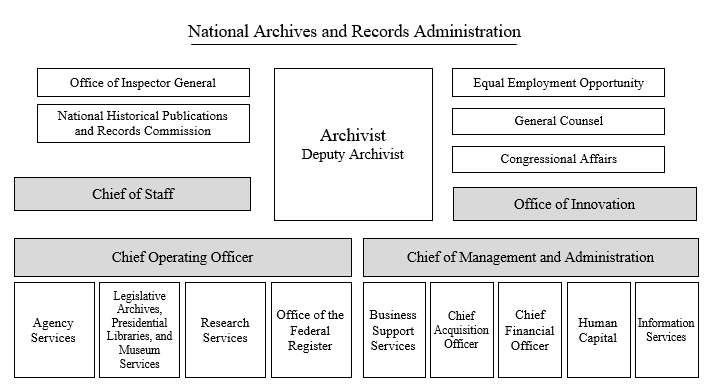 National Archives and Records Administration
Office of Inspector General
National Historical Publications
and Records Commission
Chief of Staff
Archivist
Deputy Archivist
Equal Employment Opportunity
General Counsel
Congressional Affairs
Office of Innovation
Chief Operating Officer
Agency
Services
Legislative
Archives,
Presidential
Libraries, and
Museum
Services
Research
Services
Office of the
Federal
Register
Chief of Management and Administration
Business
Support
Services
Chief
Acquisition
Officer
Chief
Financial
Officer
Human
Capital
Information
Services